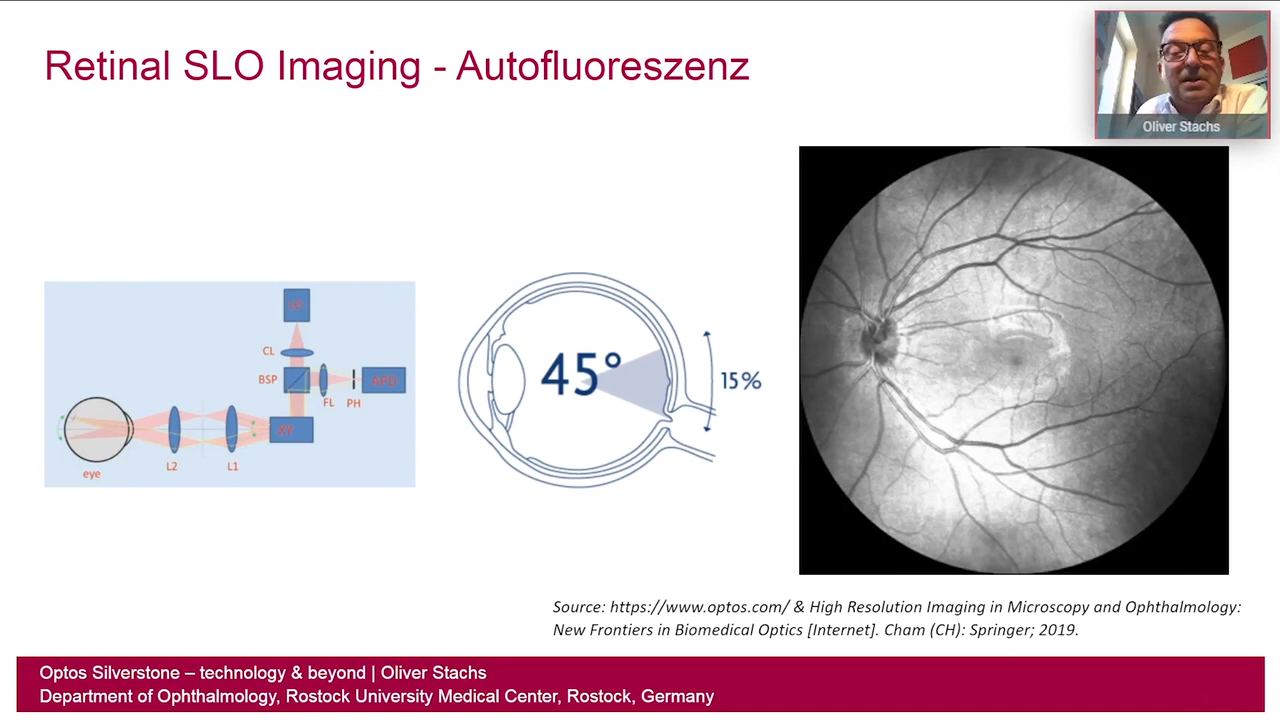 Retinal SLO Imaging - Autofluoreszenz
Oliver Stachs
CL
BSP
FL
PH
APD
XY
eye
L2
L1
45°
15%
Source: https://www.optos.com/ & High Resolution Imaging in Microscopy and Ophthalmology:
New Frontiers in Biomedical Optics [Internet]. Cham (CH): Springer; 2019.
Optos Silverstone – technology & beyond | Oliver Stachs
Department of Ophthalmology, Rostock University Medical Center, Rostock, Germany